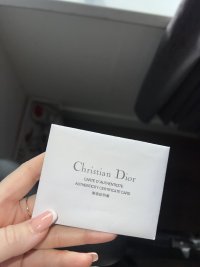 Christian Dior
CARTE D'AUTHENTICITÉ
AUTHENTICITY CERTIFICATE CARD